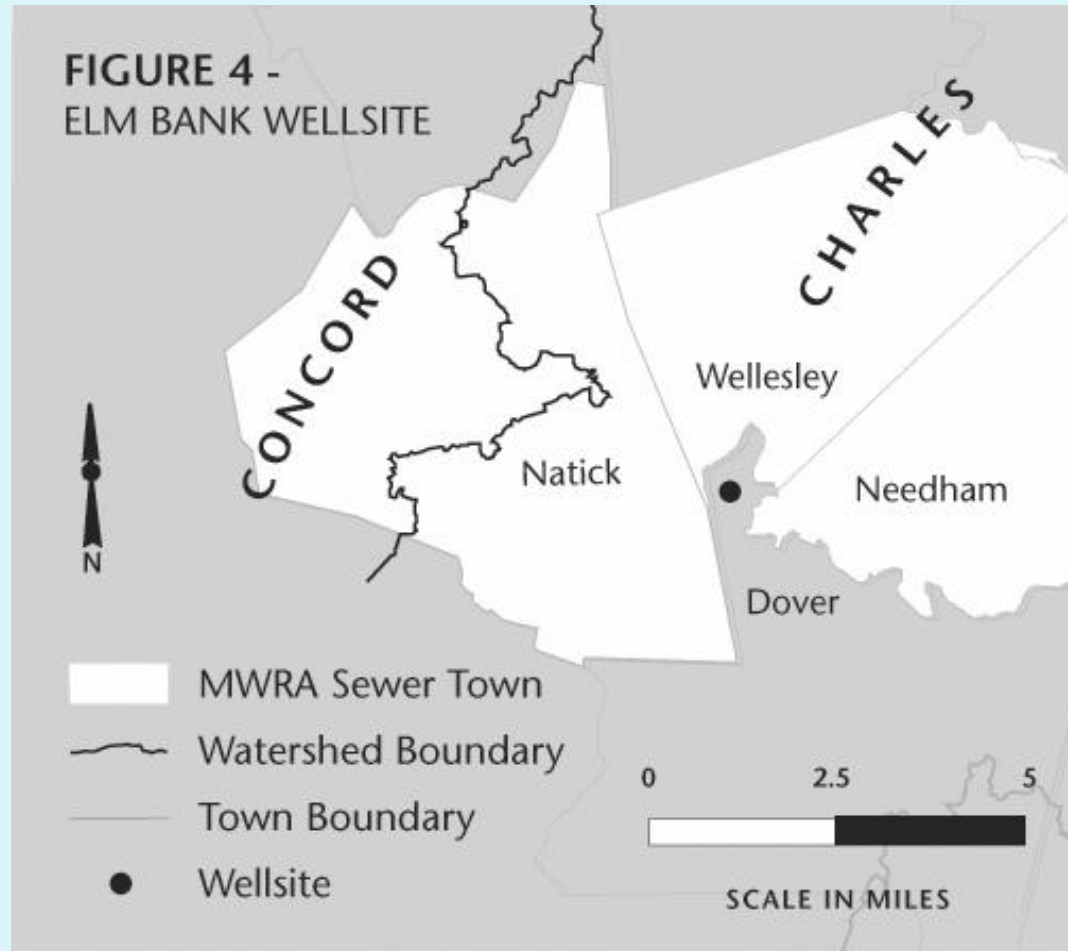 FIGURE 4 -
ELM BANK WELLSITE
CONCORD
CHARLES
Wellesley
Natick
Needham
Dover
N
MWRA Sewer Town
Watershed Boundary
Town Boundary
Wellsite
0 2.5 5
SCALE IN MILES